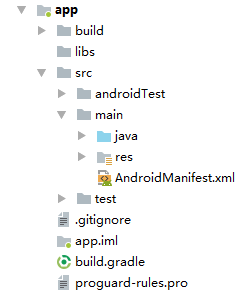 app
build
libs
src
androidTest
main
java
res
AndroidManifest.xml
test
.gitignore
app.iml
build.gradle
proguard-rules.pro